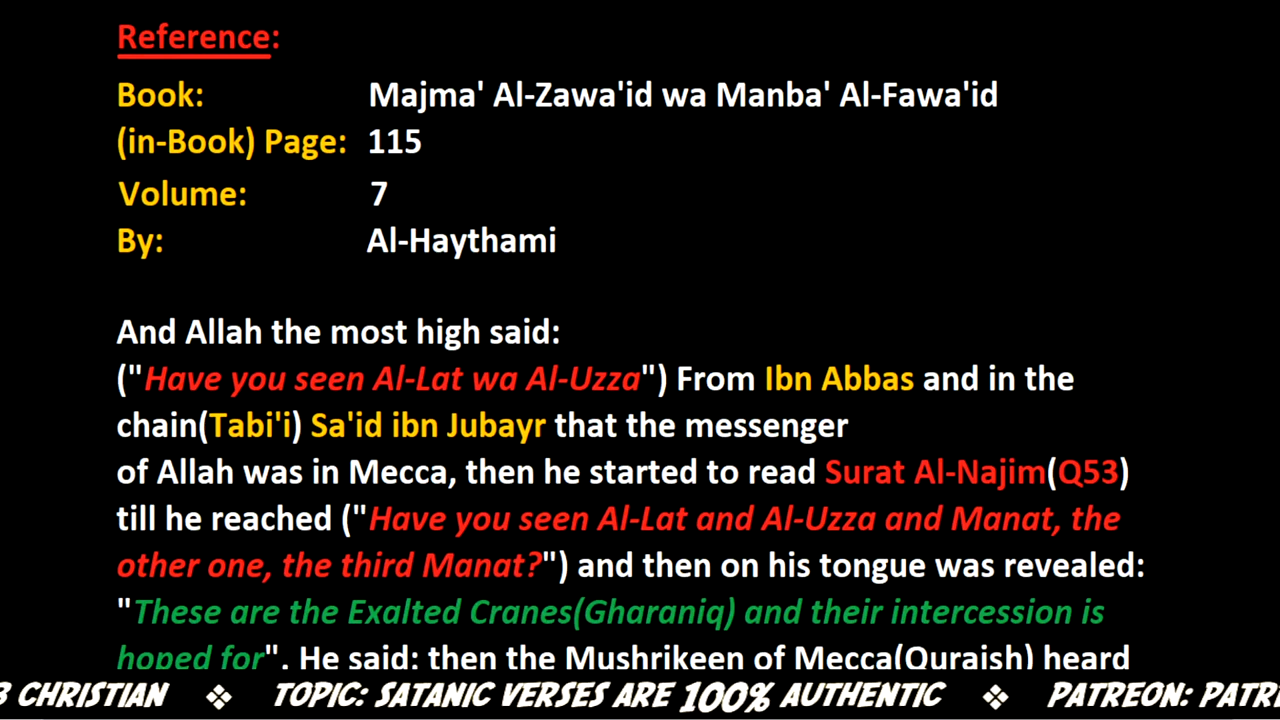 Reference:
Book: Majma' Al-Zawa'id wa Manba' Al-Fawa'id
(in-Book) Page: 115
Volume: 7
By: Al-Haythami
And Allah the most high said:
("Have you seen Al-Lat wa Al-Uzza") From Ibn Abbas and in the
chain(Tabi'i) Sa'id ibn Jubayr that the messenger
of Allah was in Mecca, then he started to read Surat Al-Najim(Q53)
till he reached ("Have you seen Al-Lat and Al-Uzza and Manat, the
other one, the third Manat?") and then on his tongue was revealed:
"These are the Exalted Cranes(Gharaniq) and their intercession is
hoped for". He said: then the Mushrikeen of Mecca(Quraish) heard
CHRISTIAN ❖ TOPIC: SATANIC VERSES ARE 100% AUTHENTIC ❖ PATREON: